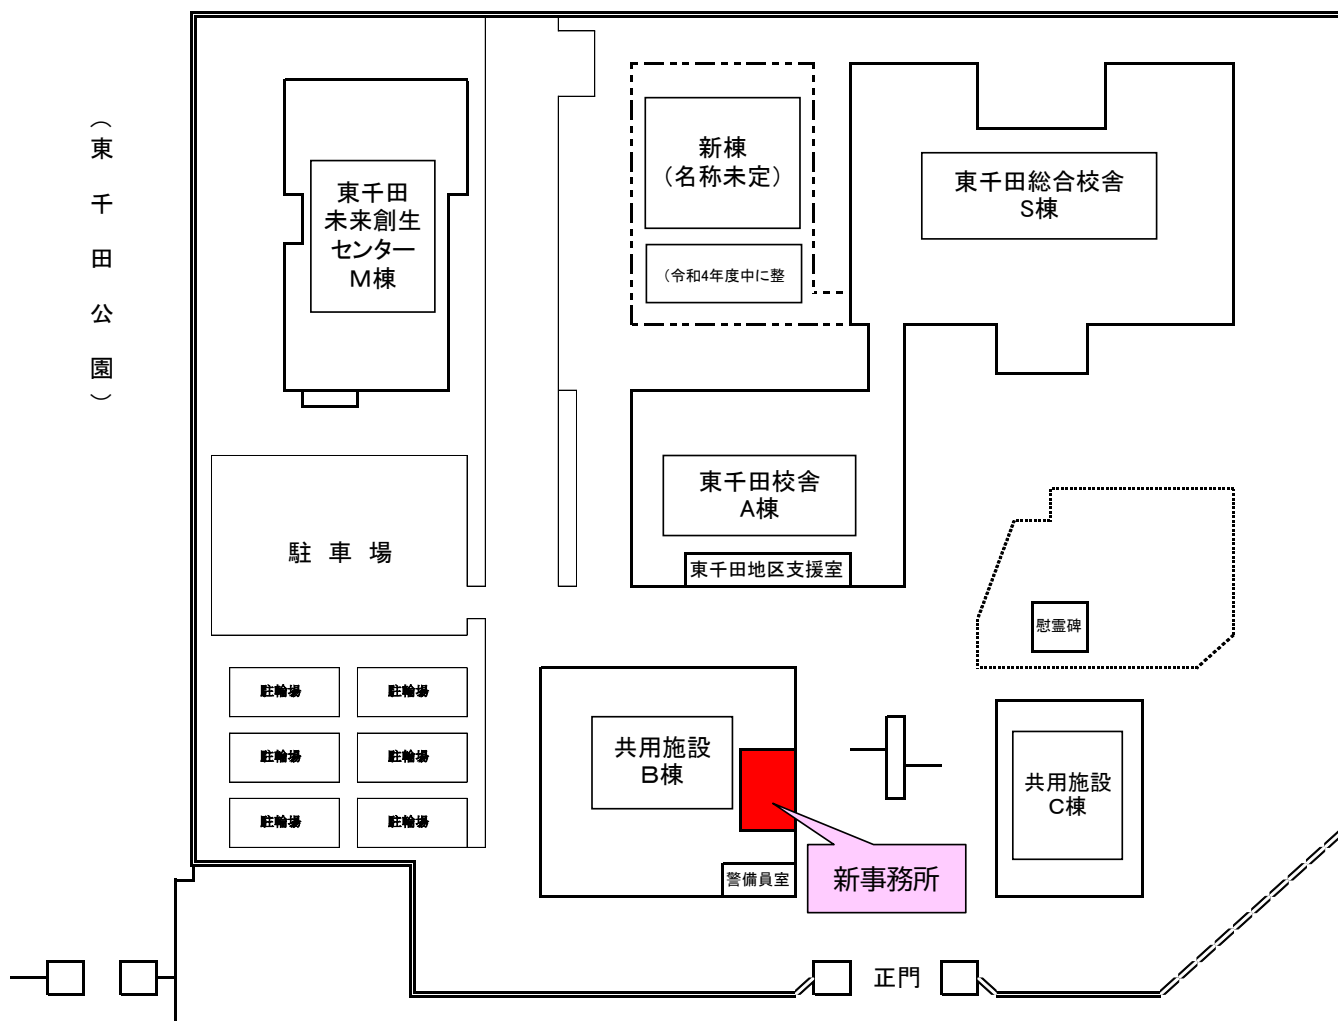 （東千田公園）
東千田
未来創生
センター
M棟
新棟
（名称未定）
（令和4年度中に整
東千田総合校舎
S棟
東千田校舎
A棟
東千田地区支援室
駐車場
慰霊碑
駐輪場
駐輪場
駐輪場
駐輪場
駐輪場
駐輪場
共用施設
B棟
共用施設
C棟
警備員室
新事務所
正門